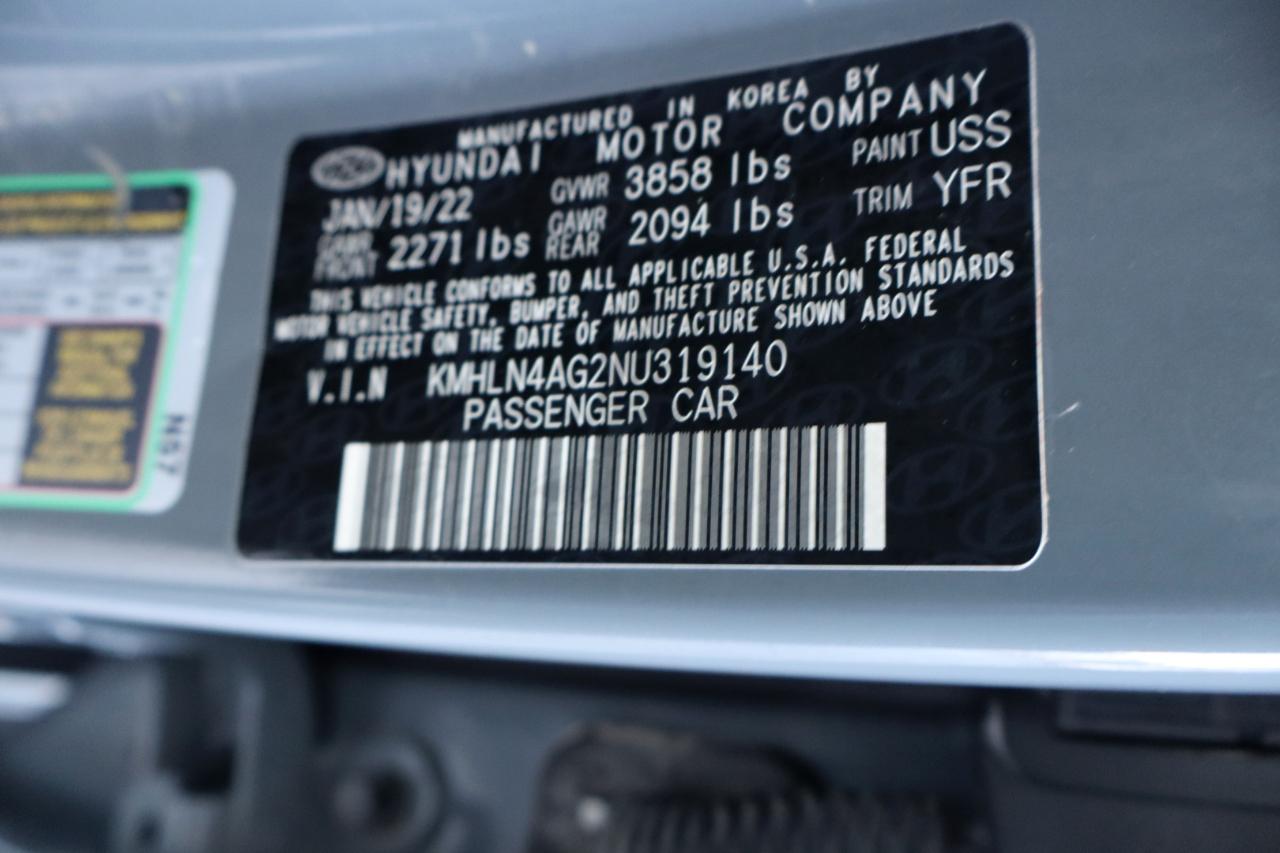 MANUFACTURED IN KOREA BY
HYUNDAI MOTOR COMPANY
JAN/19/22 GVWR 3858 lbs PAINT USS
GAWR FRONT 2271 lbs GAWR REAR 2094 lbs TRIM YFR
THIS VEHICLE CONFORMS TO ALL APPLICABLE U.S.A. FEDERAL
MOTOR VEHICLE SAFETY, BUMPER, AND THEFT PREVENTION STANDARDS
IN EFFECT ON THE DATE OF MANUFACTURE SHOWN ABOVE
V.I.N KMHLN4AG2NU319140
PASSENGER CAR